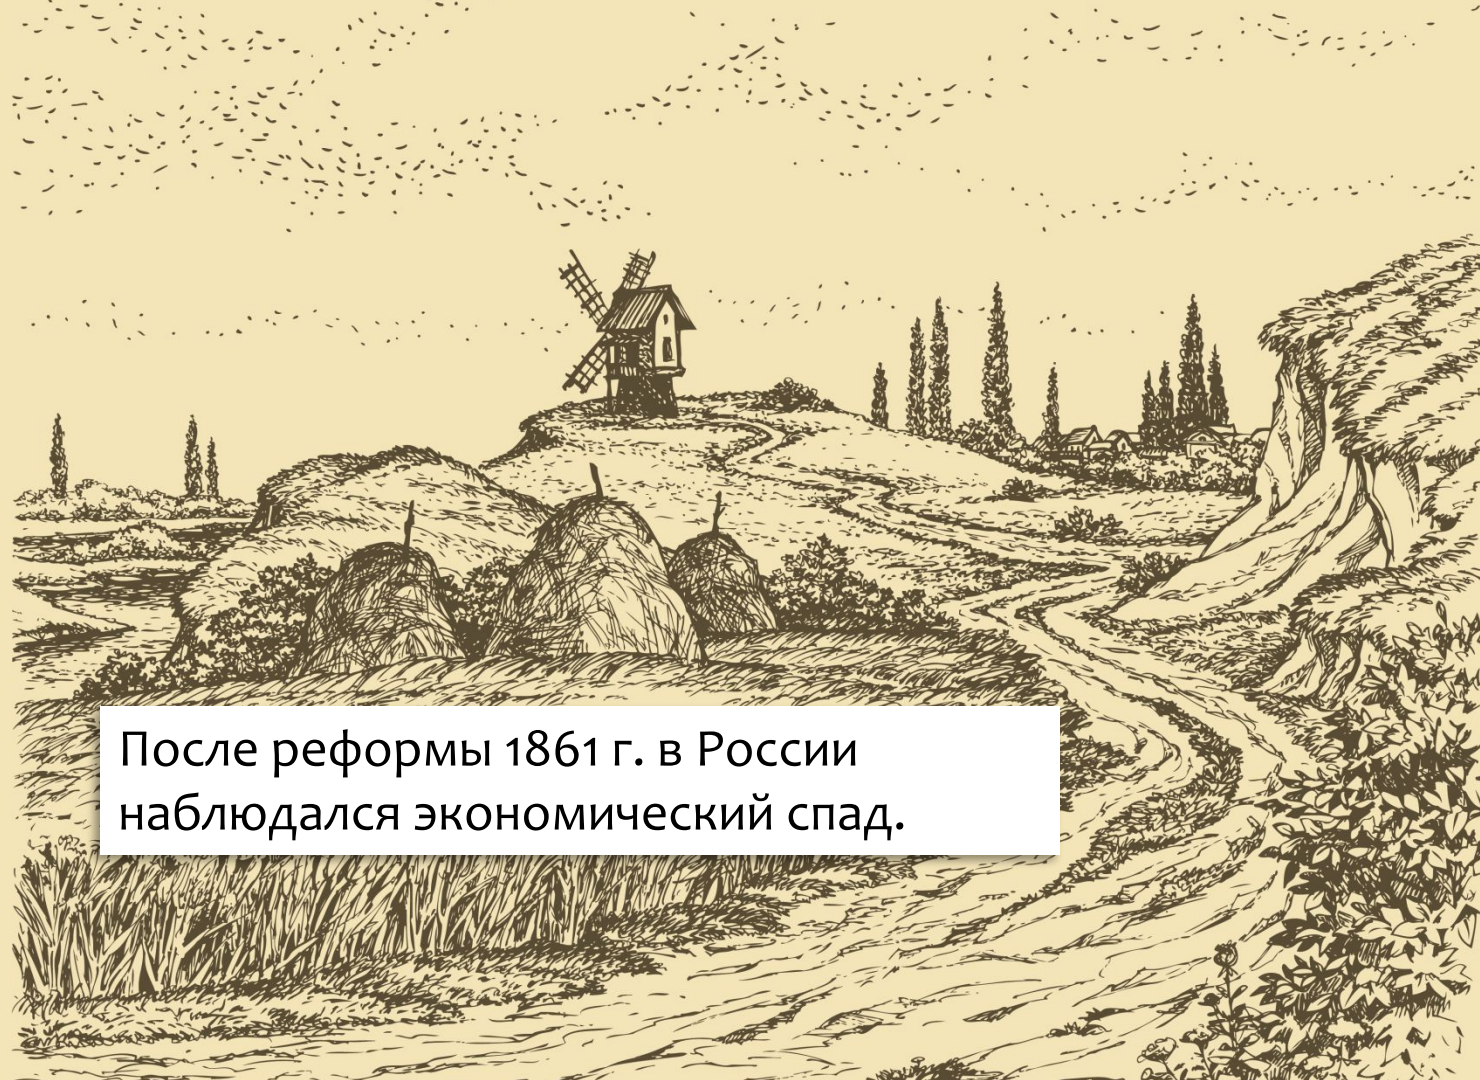 После реформы 1861 г. в России
наблюдался экономический спад.